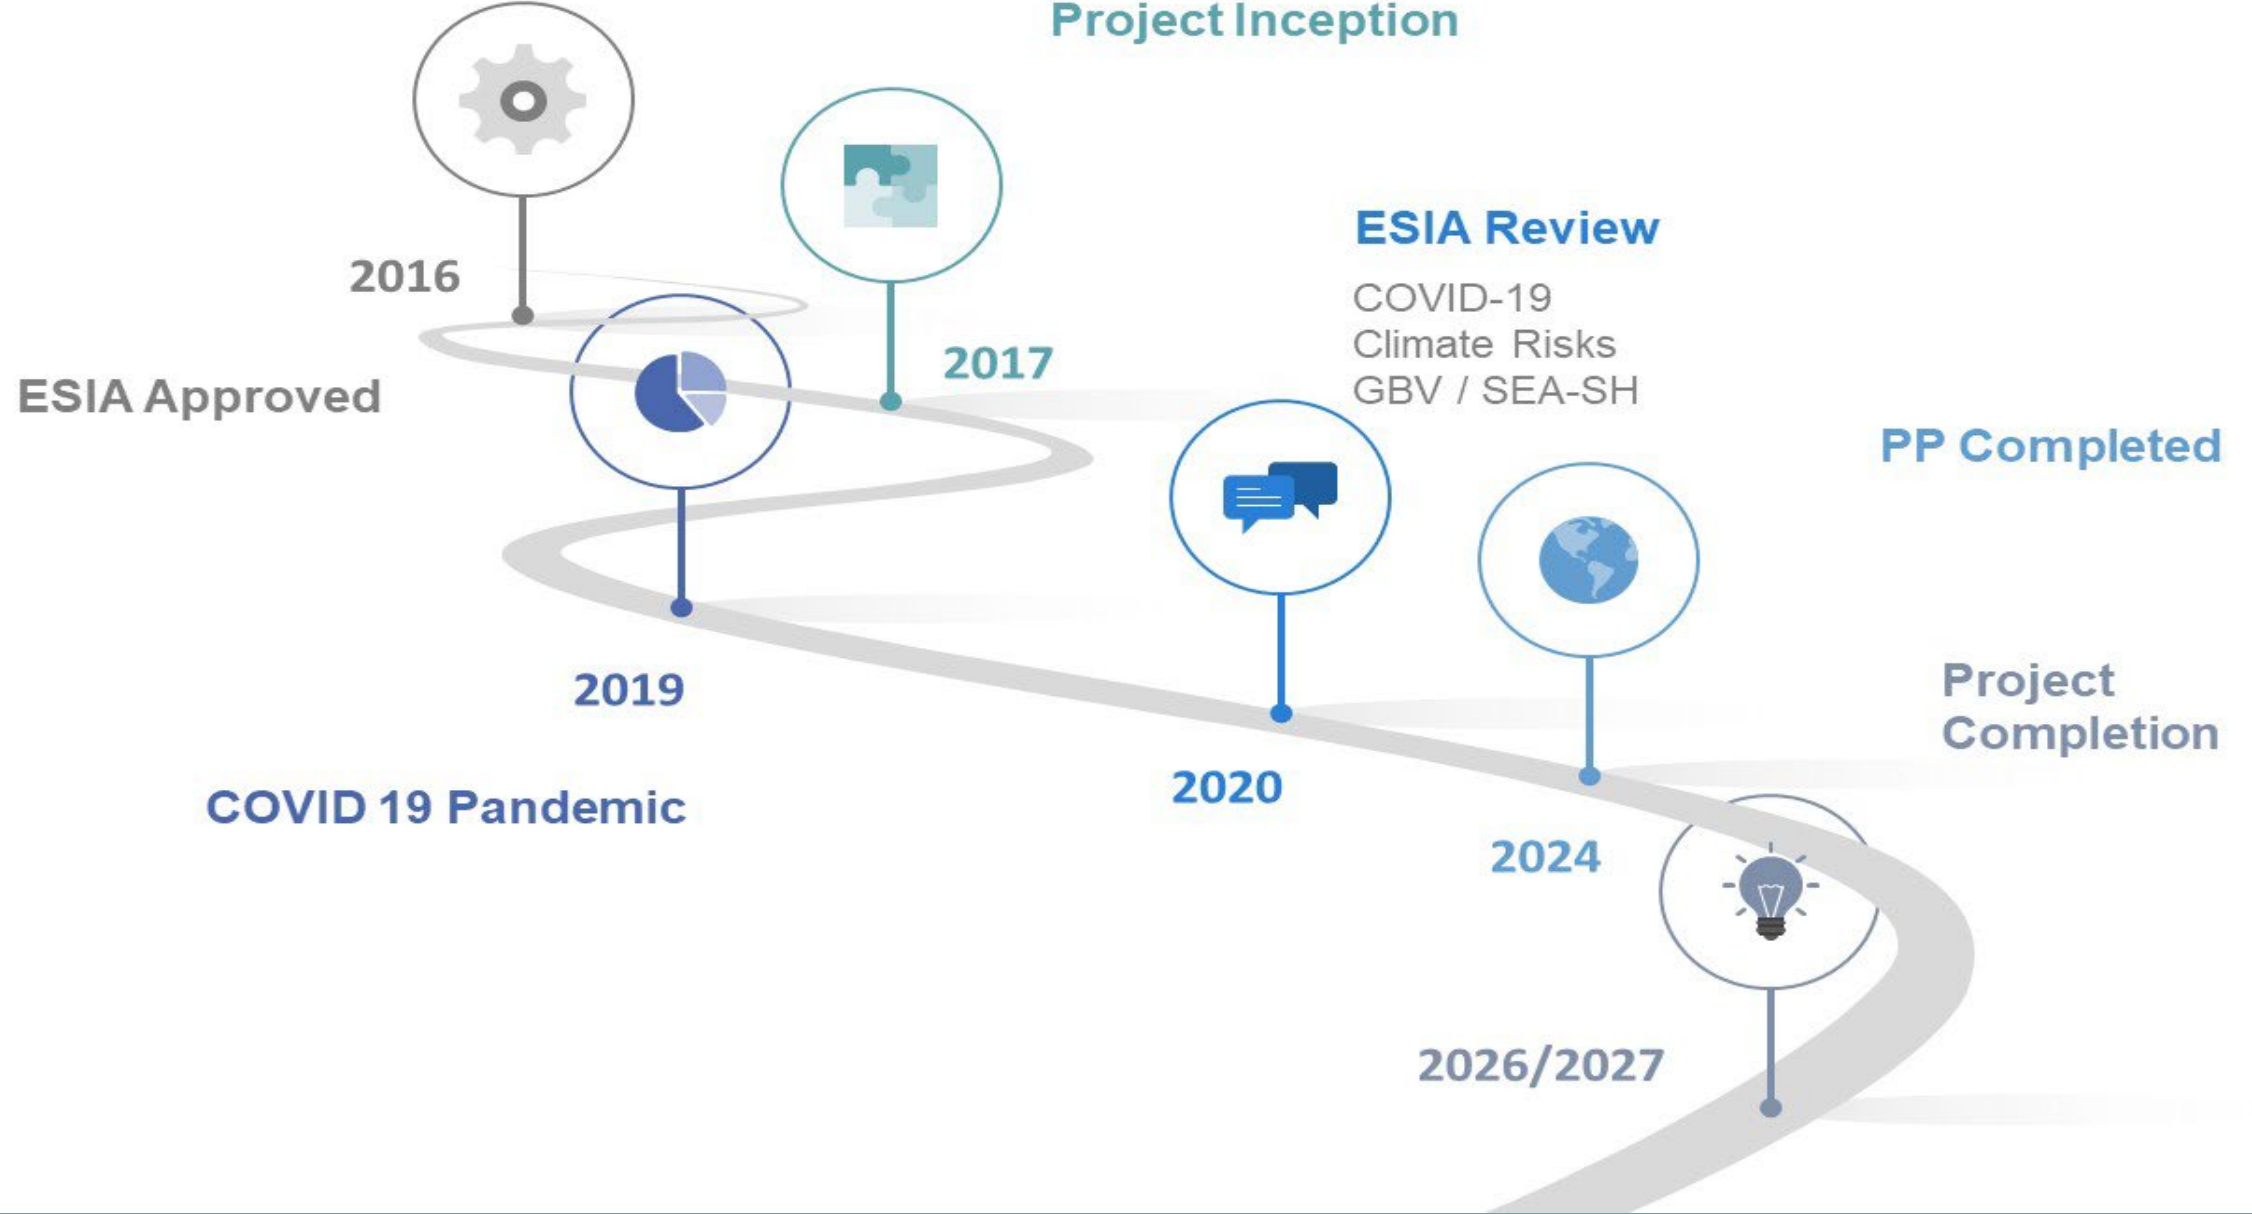 Project Inception
2016
2017
ESIA Approved
ESIA Review
COVID-19
Climate Risks
GBV / SEA-SH
PP Completed
2019
COVID 19 Pandemic
2020
Project
Completion
2024
2026/2027